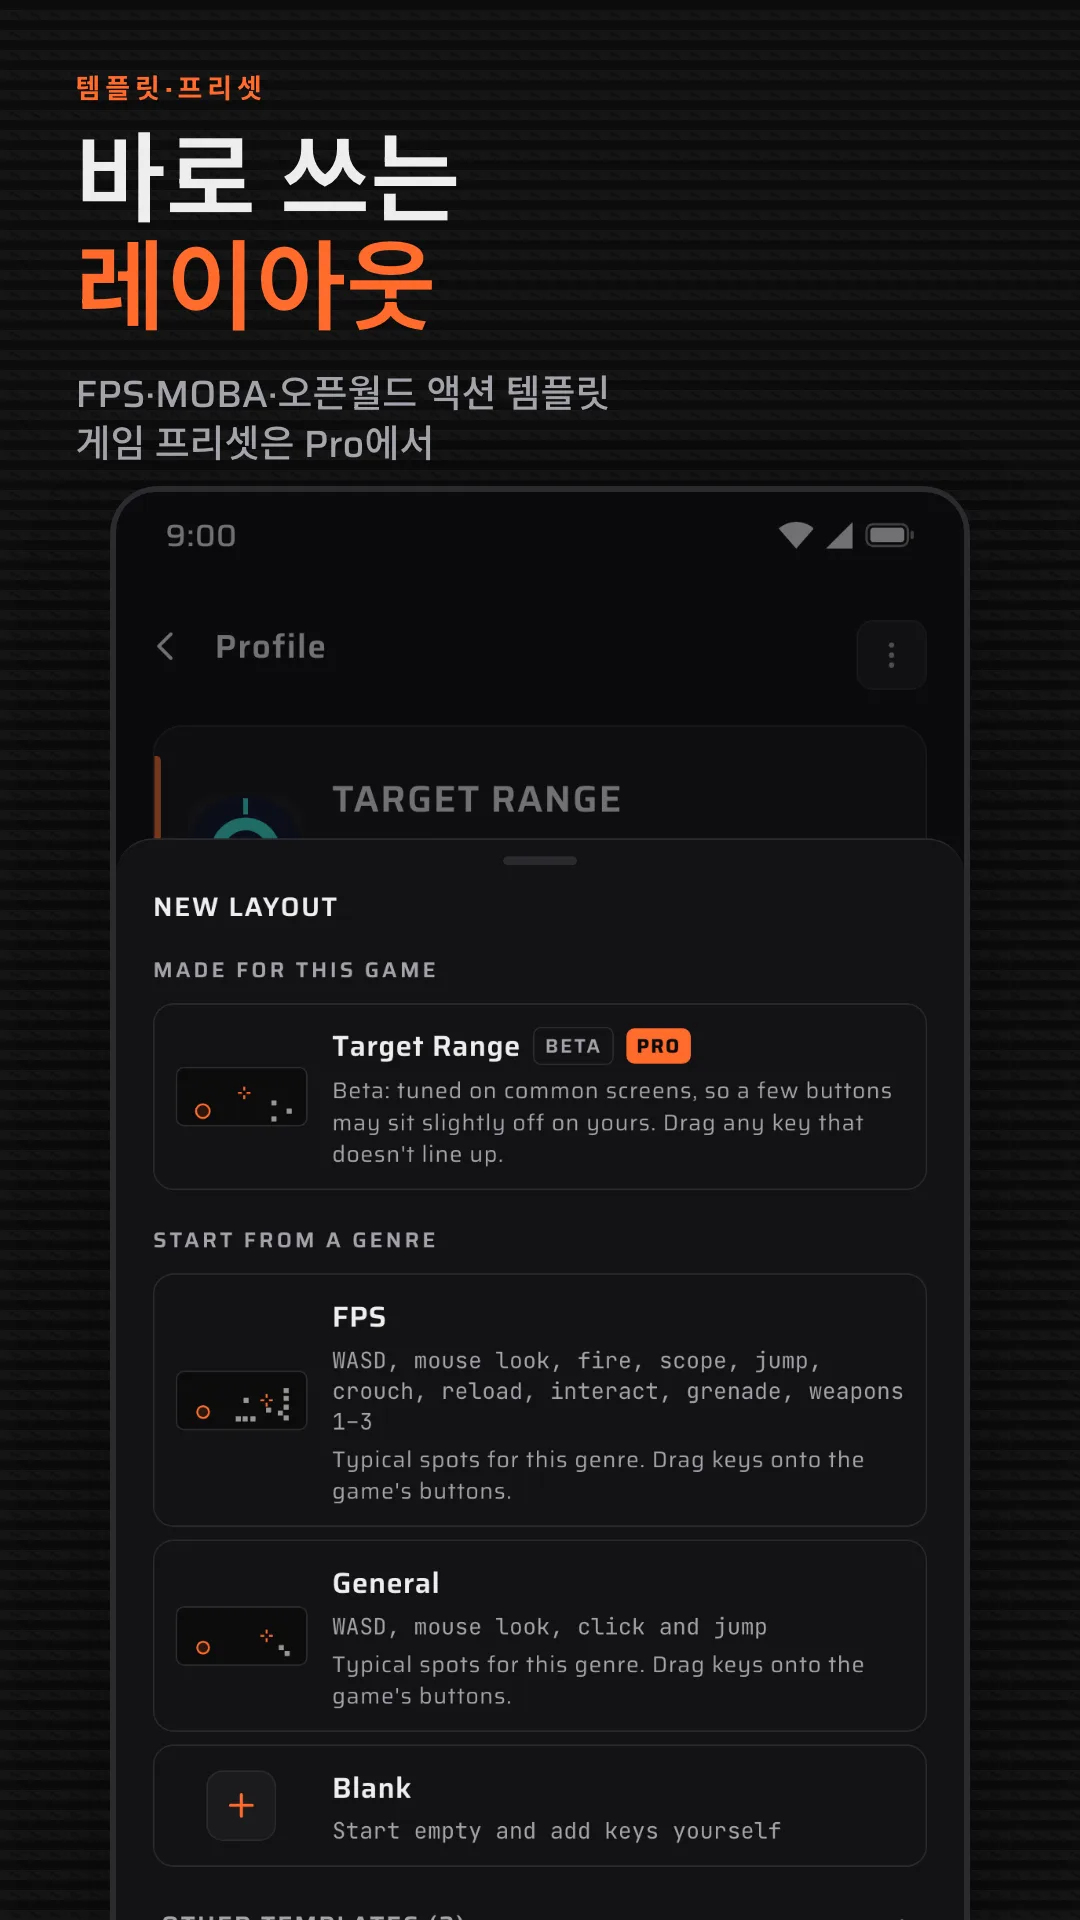 템플릿·프리셋
바로 쓰는
레이아웃
FPS·MOBA·오픈월드 액션 템플릿
게임 프리셋은 Pro에서
9:00
Profile
TARGET RANGE
NEW LAYOUT
MADE FOR THIS GAME
Target Range BETA PRO
Beta: tuned on common screens, so a few buttons
may sit slightly off on yours. Drag any key that
doesn't line up.
START FROM A GENRE
FPS
WASD, mouse look, fire, scope, jump,
crouch, reload, interact, grenade, weapons
1–3
Typical spots for this genre. Drag keys onto the
game's buttons.
General
WASD, mouse look, click and jump
Typical spots for this genre. Drag keys onto the
game's buttons.
Blank
Start empty and add keys yourself
OTHER TEMPLATES